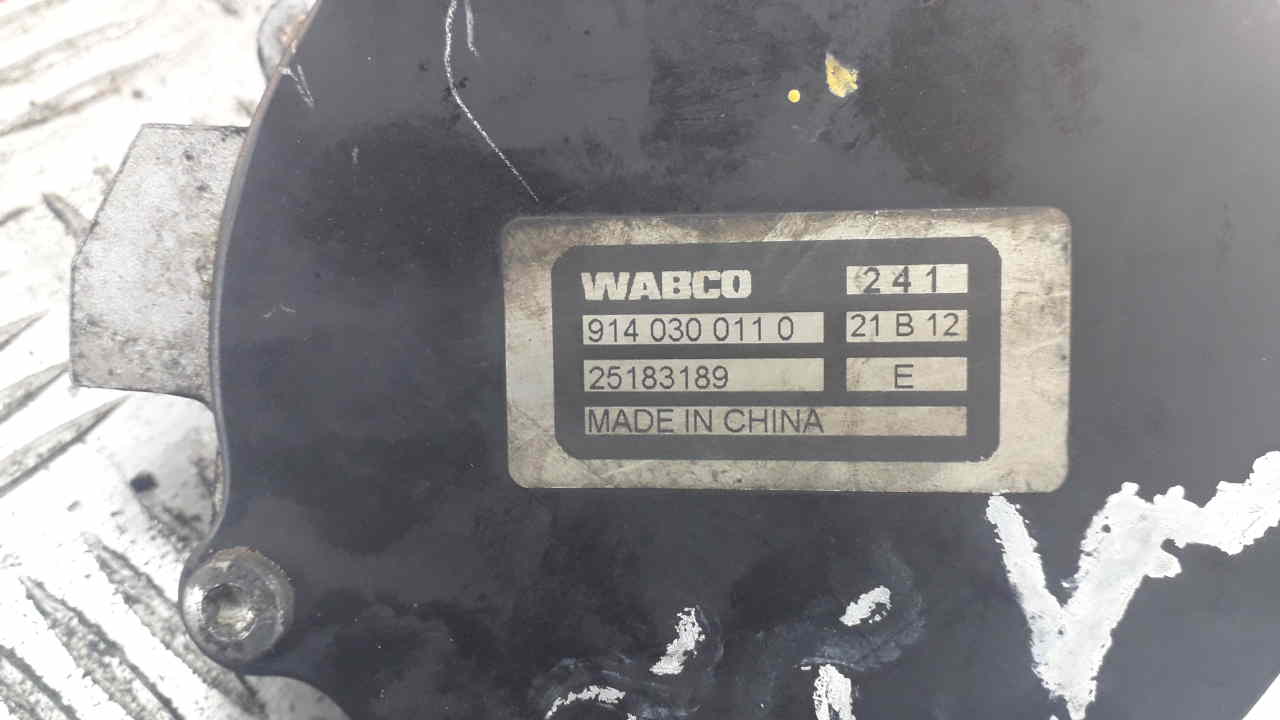 WABCO 241
914 030 011 0 21 B 12
25183189 E
MADE IN CHINA